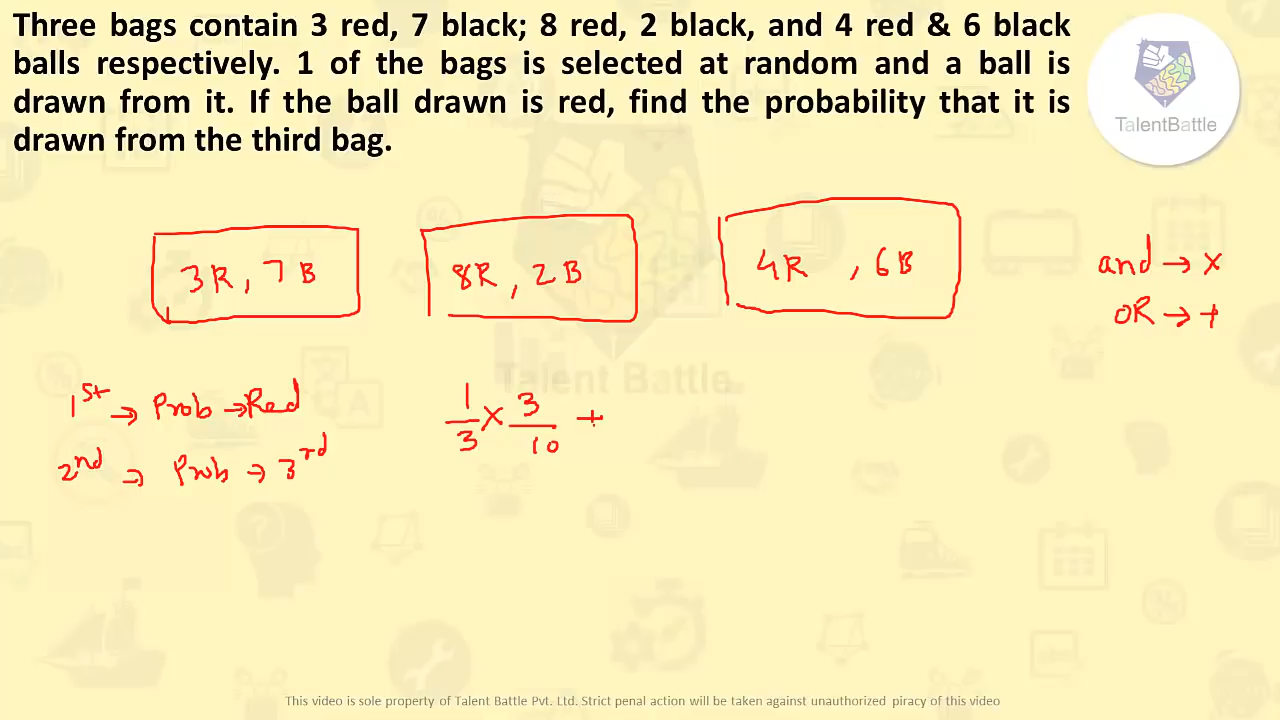 Three bags contain 3 red, 7 black; 8 red, 2 black, and 4 red & 6 black
balls respectively. 1 of the bags is selected at random and a ball is
drawn from it. If the ball drawn is red, find the probability that it is
drawn from the third bag.
TalentBattle
3R, 7B
8R, 2B
4R , 6B
and → x
OR → +
1st → Prob → Red
2nd → Prob → 3rd
1/3 × 3/10 +
Talent Battle
This video is sole property of Talent Battle Pvt. Ltd. Strict penal action will be taken against unauthorized piracy of this video